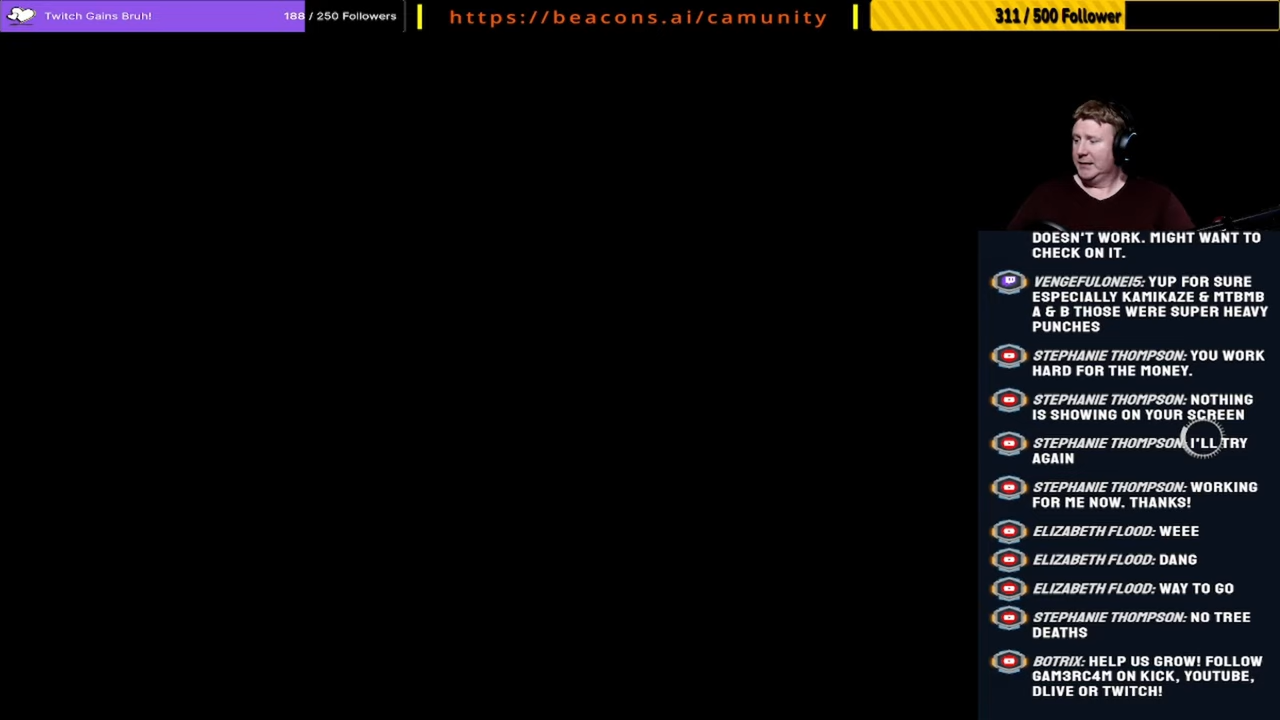 Twitch Gains Bruh!
188 / 250 Followers
https://beacons.ai/camunity
311 / 500 Follower
DOESN'T WORK. MIGHT WANT TO
CHECK ON IT.
VENGEFULONE15: YUP FOR SURE
ESPECIALLY KAMIKAZE & MTBMB
A & B THOSE WERE SUPER HEAVY
PUNCHES
STEPHANIE THOMPSON: YOU WORK
HARD FOR THE MONEY.
STEPHANIE THOMPSON: NOTHING
IS SHOWING ON YOUR SCREEN
STEPHANIE THOMPSON: I'LL TRY
AGAIN
STEPHANIE THOMPSON: WORKING
FOR ME NOW. THANKS!
ELIZABETH FLOOD: WEEE
ELIZABETH FLOOD: DANG
ELIZABETH FLOOD: WAY TO GO
STEPHANIE THOMPSON: NO TREE
DEATHS
BOTRIX: HELP US GROW! FOLLOW
GAM3RC4M ON KICK, YOUTUBE,
DLIVE OR TWITCH!